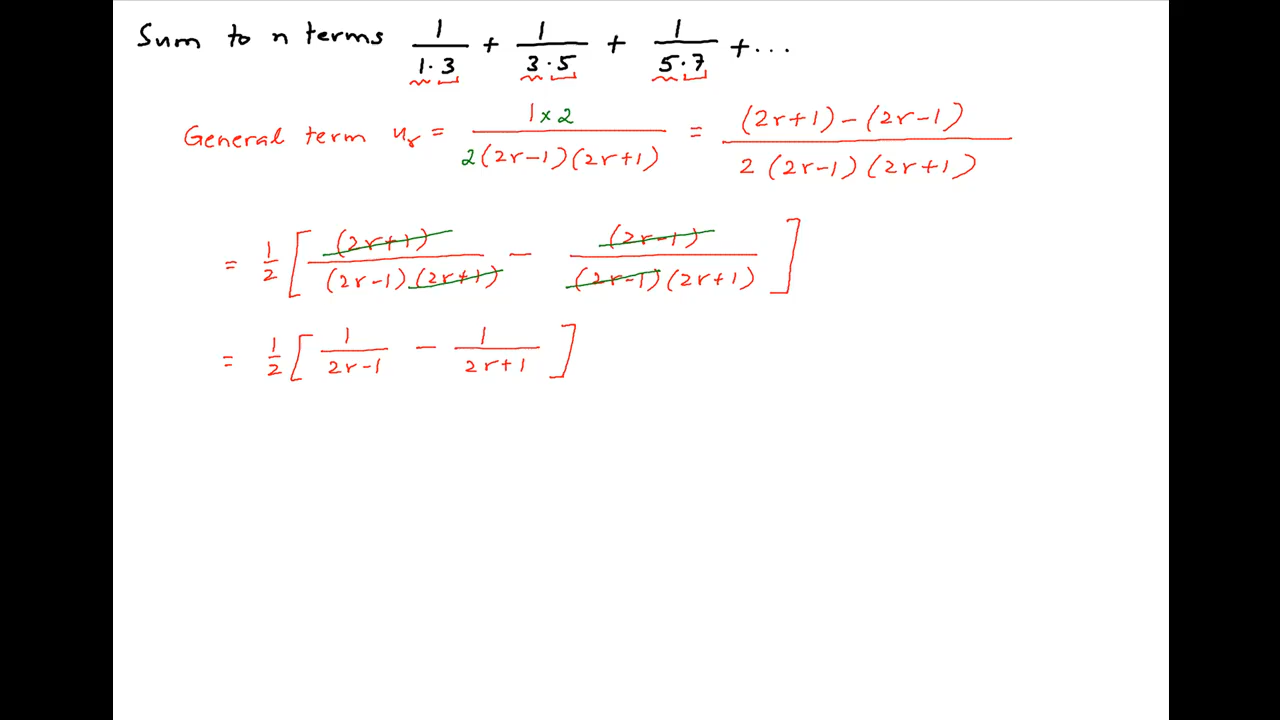 Sum to n terms 1/(1·3) + 1/(3·5) + 1/(5·7) + ...
General term u_r = (1 × 2)/(2(2r-1)(2r+1)) = ((2r+1) - (2r-1))/(2(2r-1)(2r+1))
= 1/2 [ (2r+1)/((2r-1)(2r+1)) - (2r-1)/((2r-1)(2r+1)) ]
= 1/2 [ 1/(2r-1) - 1/(2r+1) ]